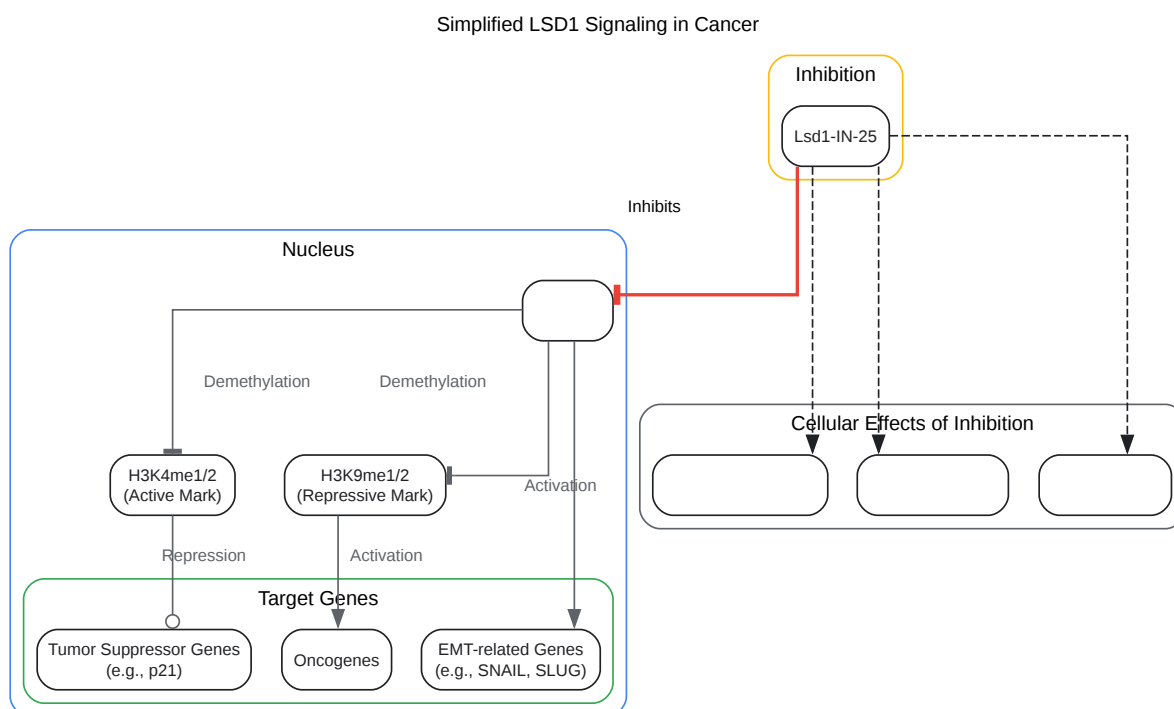 Simplified LSD1 Signaling in Cancer
Inhibition
Lsd1-IN-25
Inhibits
Nucleus
Demethylation
Demethylation
Cellular Effects of Inhibition
H3K4me1/2
(Active Mark)
H3K9me1/2
(Repressive Mark)
Activation
Repression
Activation
Target Genes
Tumor Suppressor Genes
(e.g., p21)
Oncogenes
EMT-related Genes
(e.g., SNAIL, SLUG)